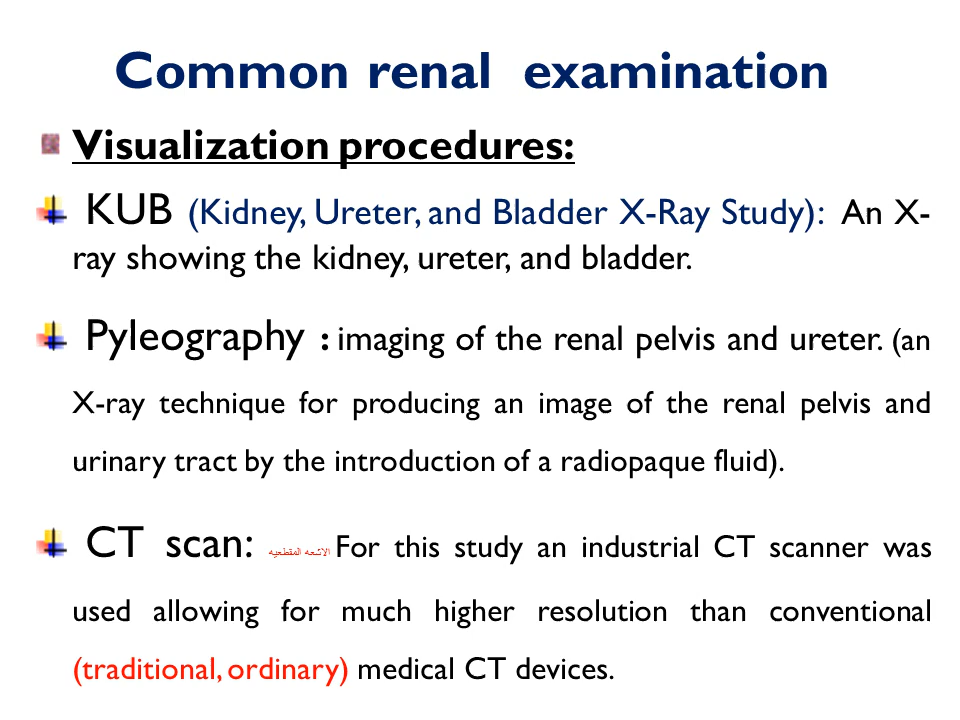 Common renal examination
Visualization procedures:
KUB (Kidney, Ureter, and Bladder X-Ray Study): An X-
ray showing the kidney, ureter, and bladder.
Pyleography : imaging of the renal pelvis and ureter. (an
X-ray technique for producing an image of the renal pelvis and
urinary tract by the introduction of a radiopaque fluid).
CT scan: الاشعه المقطعيه For this study an industrial CT scanner was
used allowing for much higher resolution than conventional
(traditional, ordinary) medical CT devices.